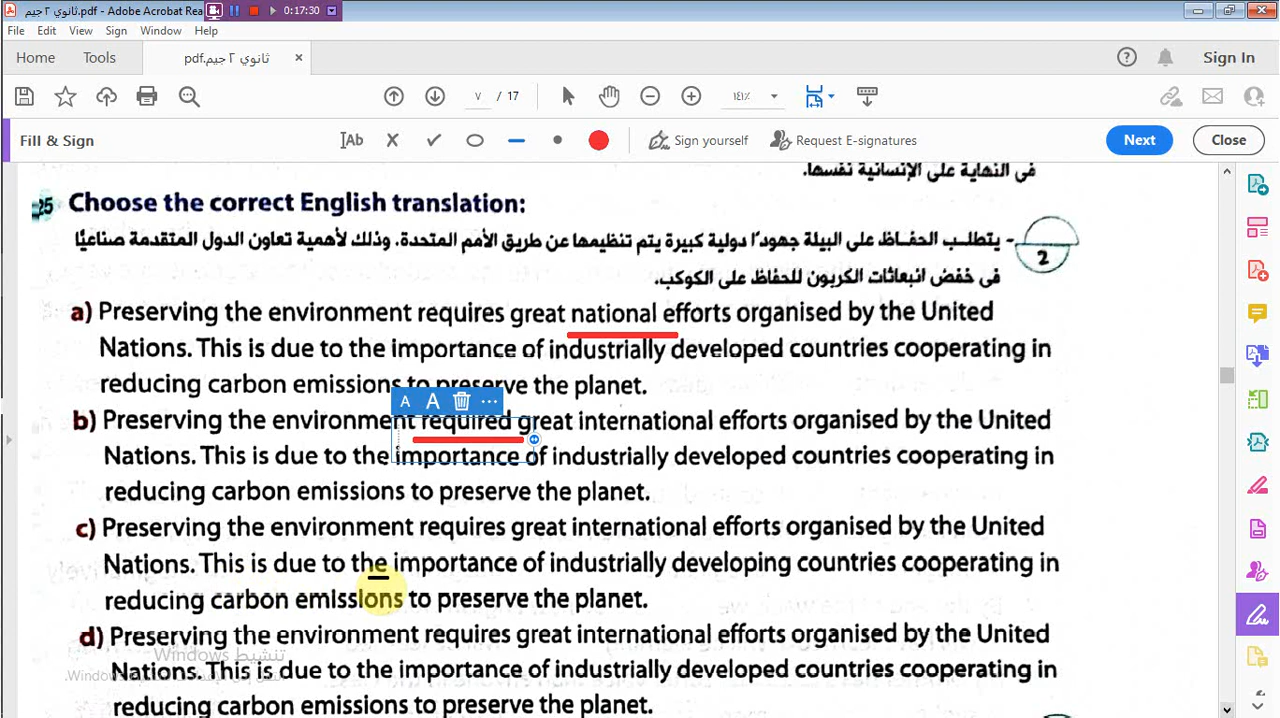 ثانوي ٢ جيم.pdf - Adobe Acrobat Rea
0:17:30
File Edit View Sign Window Help
Home Tools ثانوي ٢ جيم.pdf × Sign In
٧ / 17 ١٤١٪
Fill & Sign Ab Sign yourself Request E-signatures Next Close
فى النهاية على الإنسانية نفسها.
25 Choose the correct English translation:
- يتطلب الحفاظ على البيئة جهودًا دولية كبيرة يتم تنظيمها عن طريق الأمم المتحدة، وذلك لأهمية تعاون الدول المتقدمة صناعيًا
فى خفض انبعاثات الكربون للحفاظ على الكوكب.
2
a) Preserving the environment requires great national efforts organised by the United
Nations. This is due to the importance of industrially developed countries cooperating in
reducing carbon emissions to preserve the planet.
A A
b) Preserving the environment required great international efforts organised by the United
Nations. This is due to the importance of industrially developed countries cooperating in
reducing carbon emissions to preserve the planet.
c) Preserving the environment requires great international efforts organised by the United
Nations. This is due to the importance of industrially developing countries cooperating in
reducing carbon emissions to preserve the planet.
d) Preserving the environment requires great international efforts organised by the United
تنشيط Windows
Nations. This is due to the importance of industrially developed countries cooperating in
reducing carbon emissions to preserve the planet.